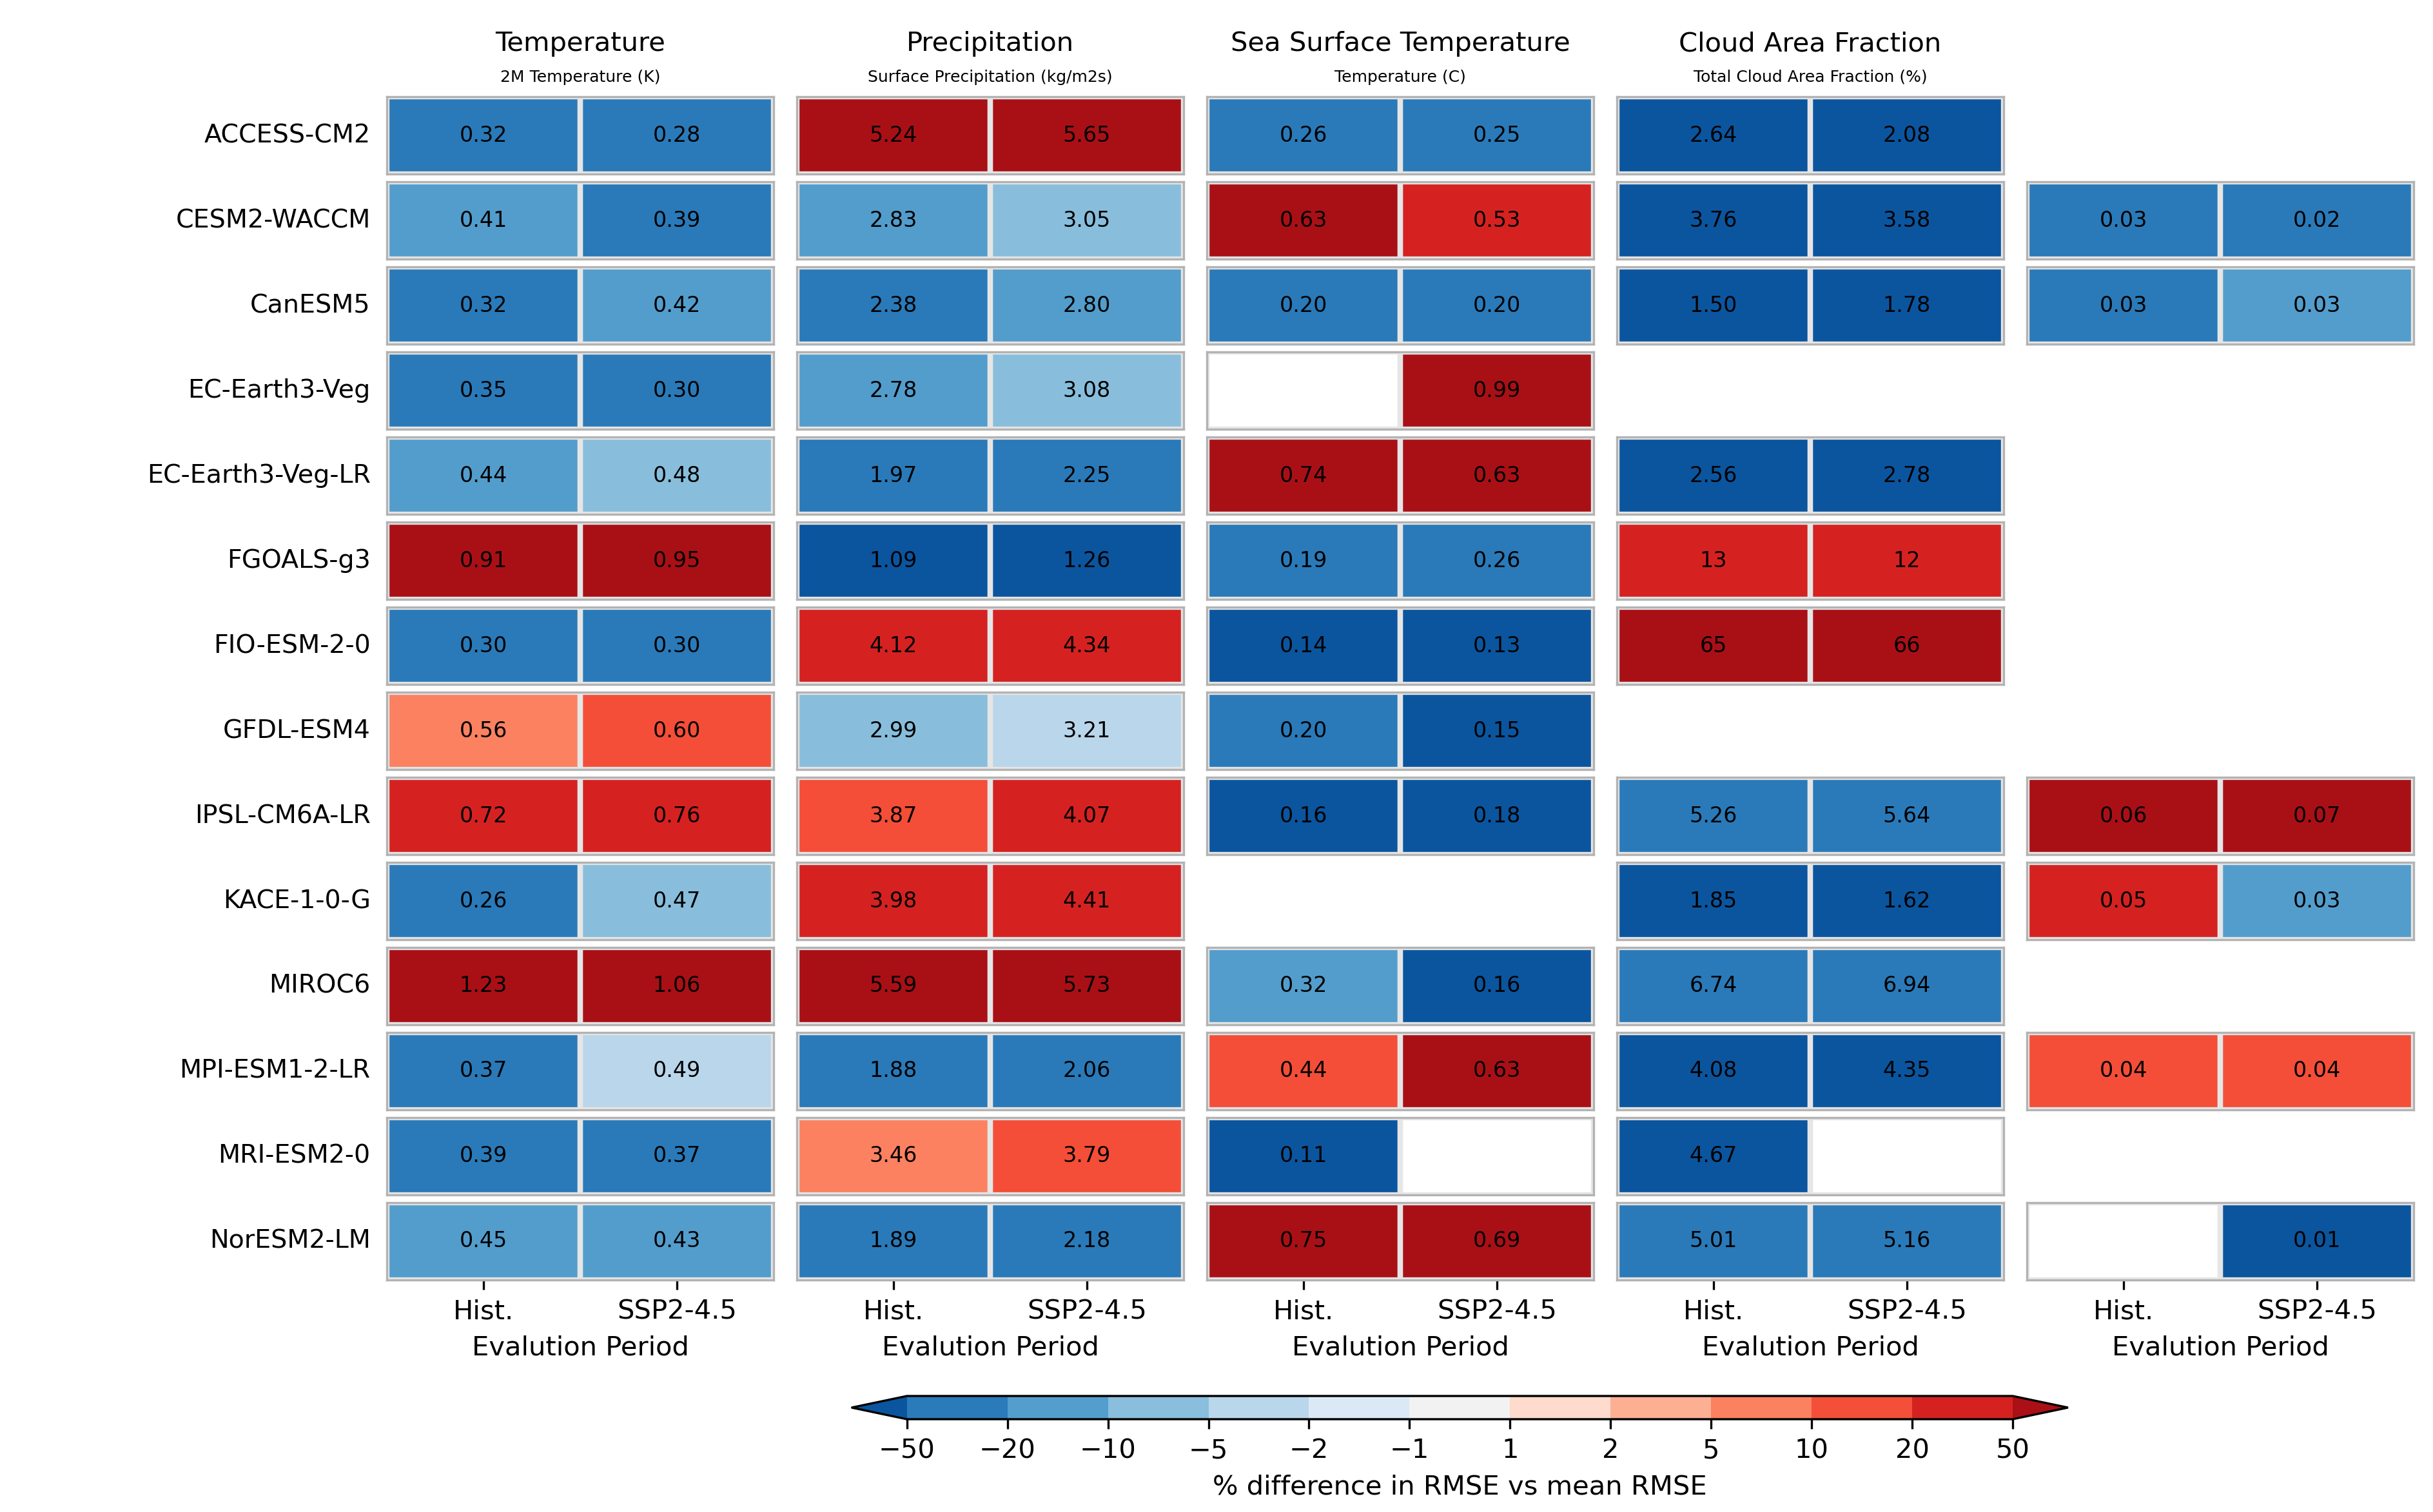 Temperature Precipitation Sea Surface Temperature Cloud Area Fraction
2M Temperature (K) Surface Precipitation (kg/m2s) Temperature (C) Total Cloud Area Fraction (%)
ACCESS-CM2 0.32 0.28 5.24 5.65 0.26 0.25 2.64 2.08
CESM2-WACCM 0.41 0.39 2.83 3.05 0.63 0.53 3.76 3.58 0.03 0.02
CanESM5 0.32 0.42 2.38 2.80 0.20 0.20 1.50 1.78 0.03 0.03
EC-Earth3-Veg 0.35 0.30 2.78 3.08 0.99
EC-Earth3-Veg-LR 0.44 0.48 1.97 2.25 0.74 0.63 2.56 2.78
FGOALS-g3 0.91 0.95 1.09 1.26 0.19 0.26 13 12
FIO-ESM-2-0 0.30 0.30 4.12 4.34 0.14 0.13 65 66
GFDL-ESM4 0.56 0.60 2.99 3.21 0.20 0.15
IPSL-CM6A-LR 0.72 0.76 3.87 4.07 0.16 0.18 5.26 5.64 0.06 0.07
KACE-1-0-G 0.26 0.47 3.98 4.41 1.85 1.62 0.05 0.03
MIROC6 1.23 1.06 5.59 5.73 0.32 0.16 6.74 6.94
MPI-ESM1-2-LR 0.37 0.49 1.88 2.06 0.44 0.63 4.08 4.35 0.04 0.04
MRI-ESM2-0 0.39 0.37 3.46 3.79 0.11 4.67
NorESM2-LM 0.45 0.43 1.89 2.18 0.75 0.69 5.01 5.16 0.01
Hist. SSP2-4.5 Hist. SSP2-4.5 Hist. SSP2-4.5 Hist. SSP2-4.5 Hist. SSP2-4.5
Evalution Period Evalution Period Evalution Period Evalution Period Evalution Period
−50 −20 −10 −5 −2 −1 1 2 5 10 20 50
% difference in RMSE vs mean RMSE